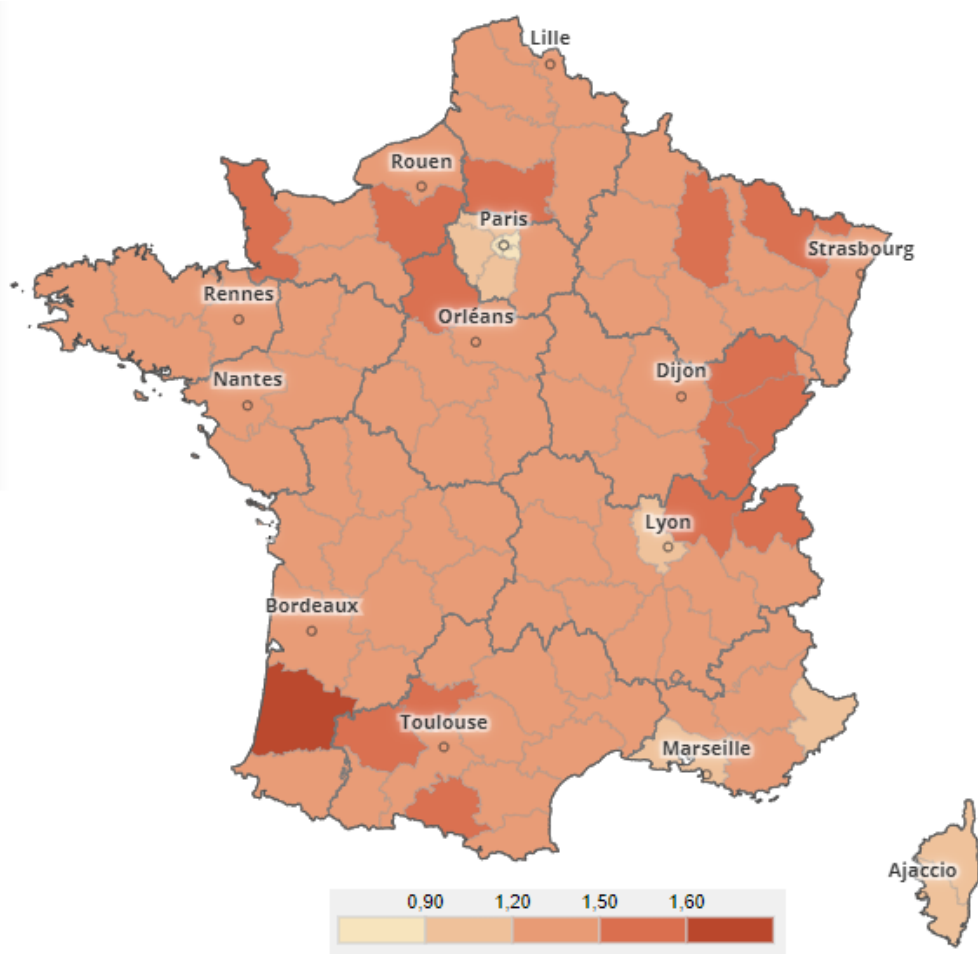 Lille
Rouen
Paris
Strasbourg
Rennes
Orléans
Nantes
Dijon
Lyon
Bordeaux
Toulouse
Marseille
Ajaccio
0,90 1,20 1,50 1,60